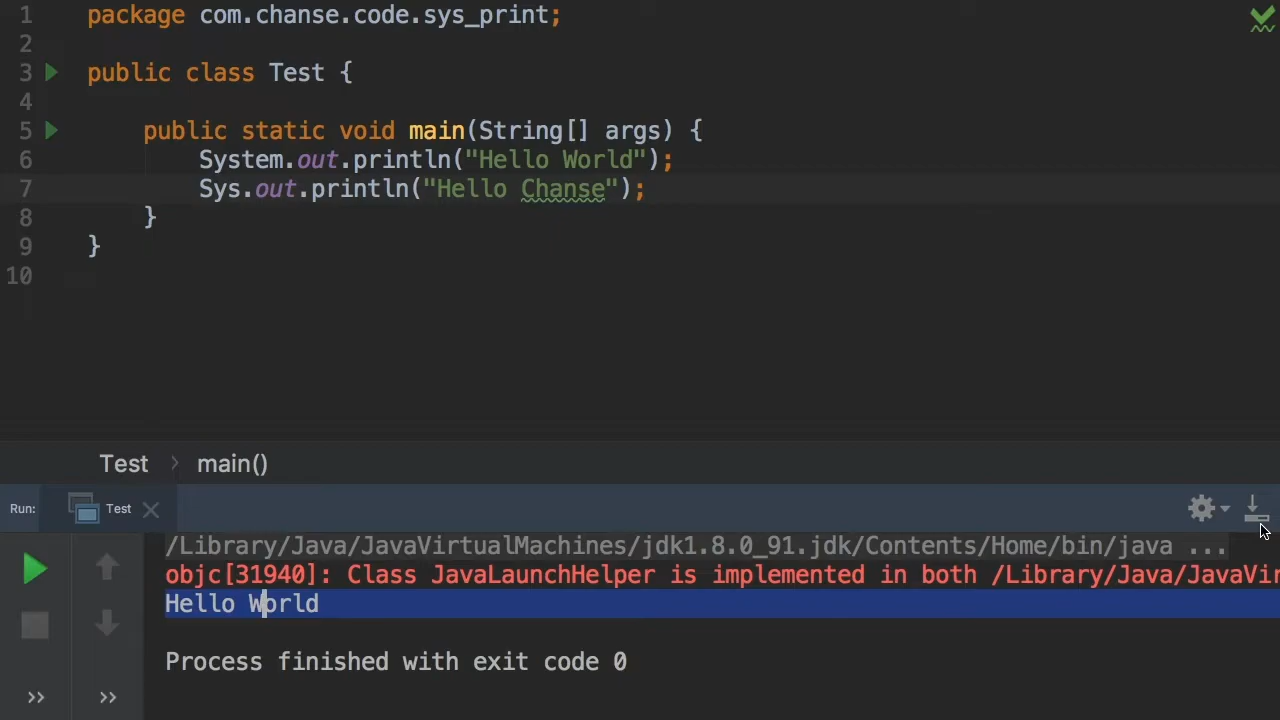 1 package com.chanse.code.sys_print;
2
3 public class Test {
4
5 public static void main(String[] args) {
6 System.out.println("Hello World");
7 Sys.out.println("Hello Chanse");
8 }
9 }
10
Test main()
Run: Test
/Library/Java/JavaVirtualMachines/jdk1.8.0_91.jdk/Contents/Home/bin/java ...
objc[31940]: Class JavaLaunchHelper is implemented in both /Library/Java/JavaVir
Hello World
Process finished with exit code 0